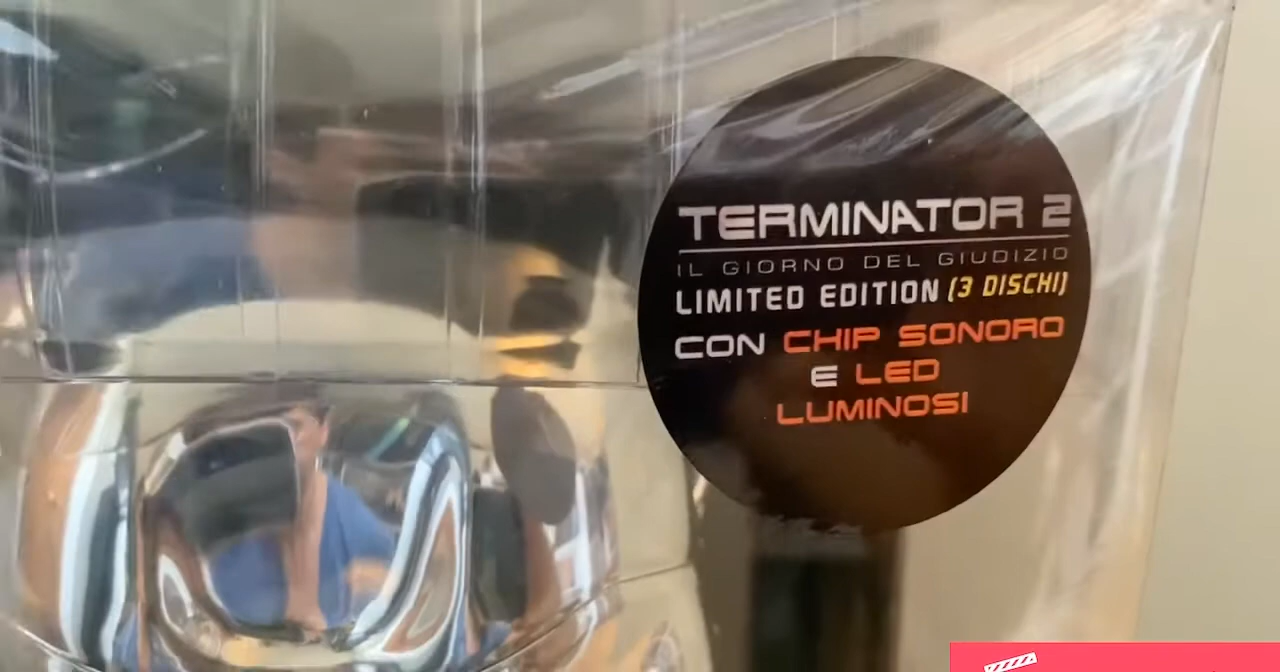 TERMINATOR 2
IL GIORNO DEL GIUDIZIO
LIMITED EDITION (3 DISCHI)
CON CHIP SONORO
E LED
LUMINOSI